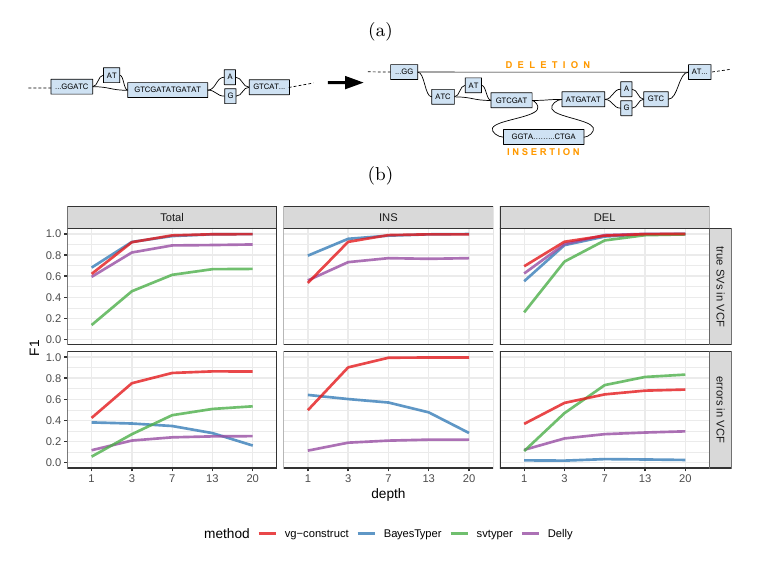 (a)
...GGATC AT GTCGATATGATAT A G GTCAT...
...GG DELETION AT...
ATC AT GTCGAT ATGATAT A G GTC
GGTA.........CTGA
INSERTION
(b)
Total INS DEL
true SVs in VCF
1.0
0.8
0.6
0.4
0.2
0.0
errors in VCF
1.0
0.8
0.6
0.4
0.2
0.0
F1
1 3 7 13 20 1 3 7 13 20 1 3 7 13 20
depth
method vg−construct BayesTyper svtyper Delly